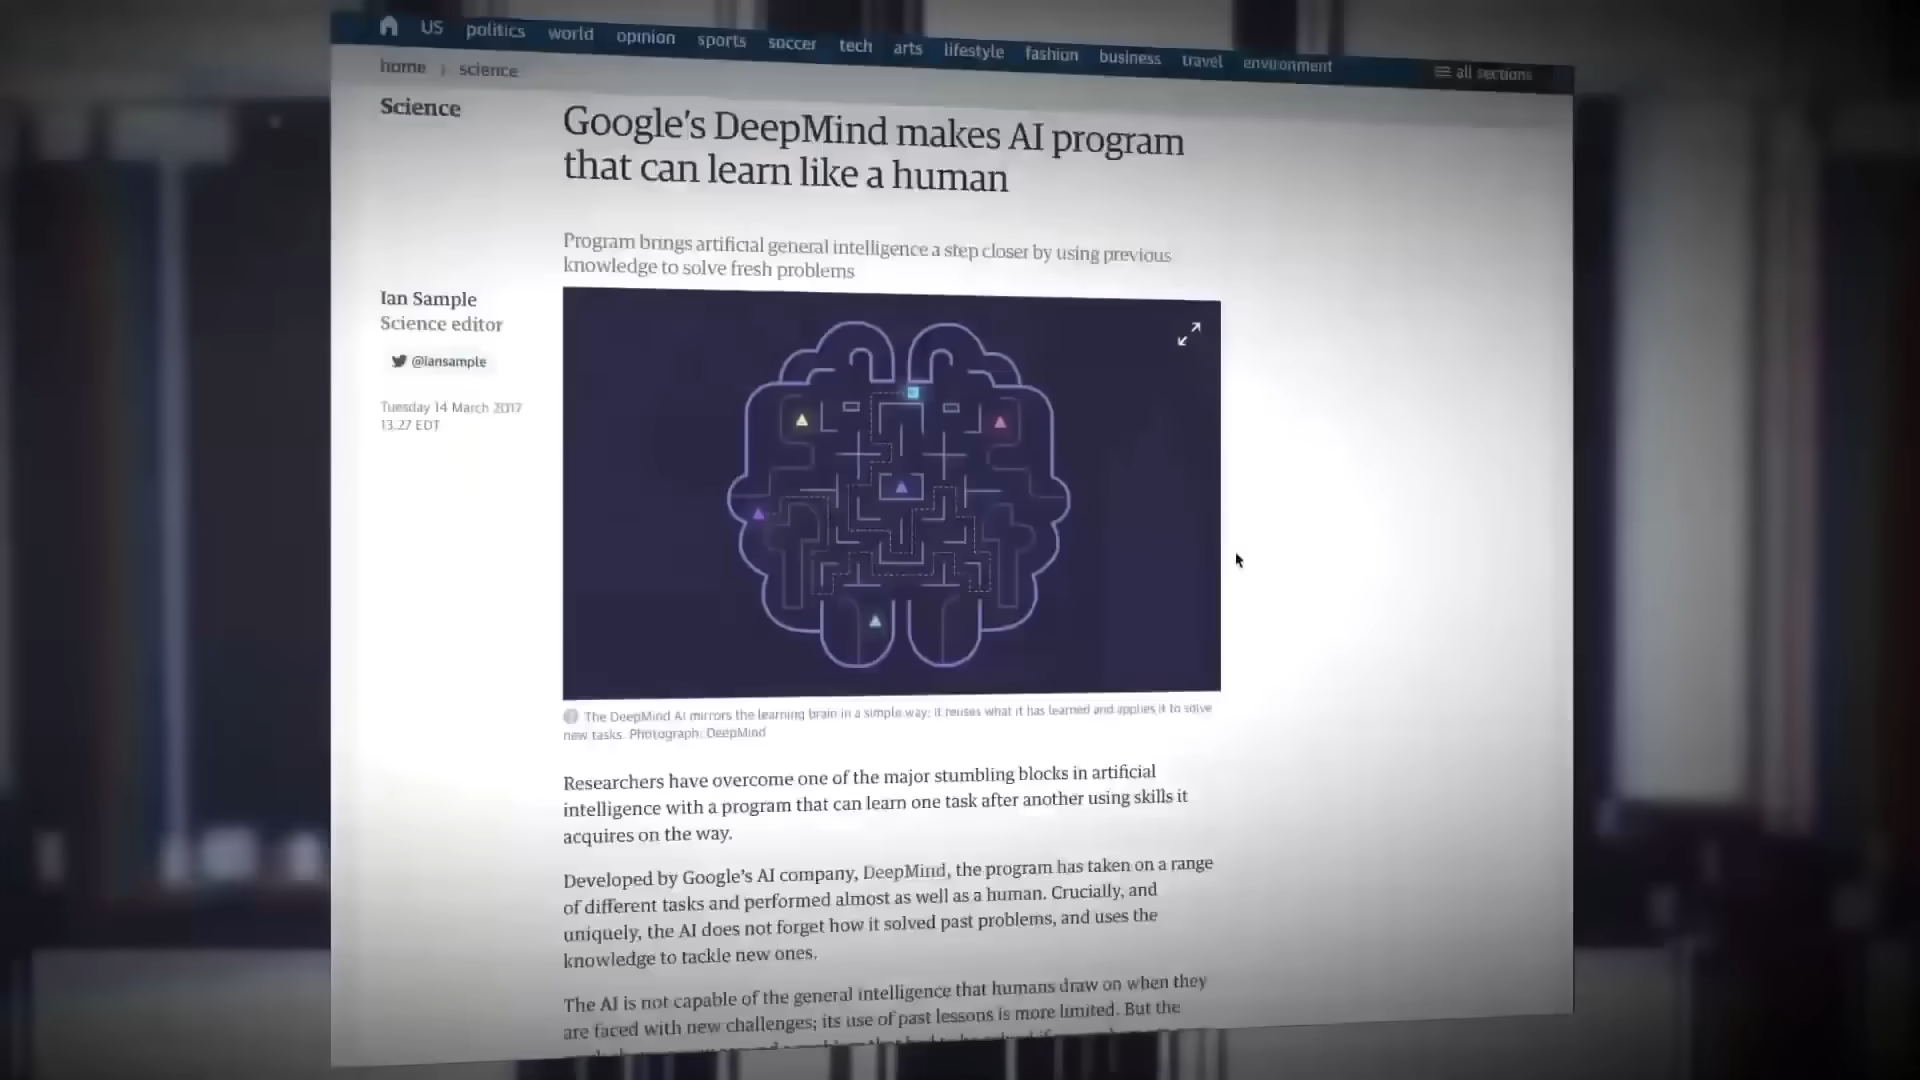 US politics world opinion sports soccer tech arts lifestyle fashion business travel environment all sections
home science
Science
Google's DeepMind makes AI program
that can learn like a human
Program brings artificial general intelligence a step closer by using previous
knowledge to solve fresh problems
Ian Sample
Science editor
@iansample
Tuesday 14 March 2017
13.27 EDT
The DeepMind AI mirrors the learning brain in a simple way; it reuses what it has learned and applies it to solve
new tasks. Photograph: DeepMind
Researchers have overcome one of the major stumbling blocks in artificial
intelligence with a program that can learn one task after another using skills it
acquires on the way.
Developed by Google's AI company, DeepMind, the program has taken on a range
of different tasks and performed almost as well as a human. Crucially, and
uniquely, the AI does not forget how it solved past problems, and uses the
knowledge to tackle new ones.
The AI is not capable of the general intelligence that humans draw on when they
are faced with new challenges; its use of past lessons is more limited. But the